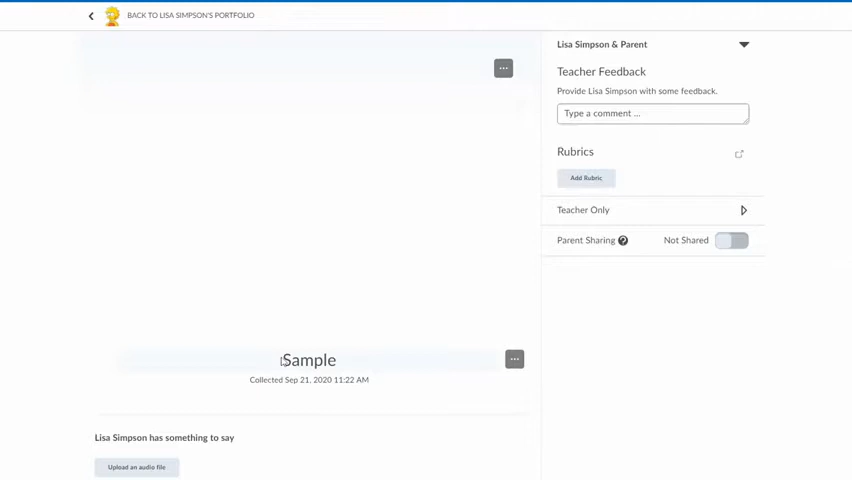 BACK TO LISA SIMPSON'S PORTFOLIO
Lisa Simpson & Parent
Teacher Feedback
Provide Lisa Simpson with some feedback.
Type a comment ...
Rubrics
Add Rubric
Teacher Only
Parent Sharing
Not Shared
Sample
Collected Sep 21, 2020 11:22 AM
Lisa Simpson has something to say
Upload an audio file